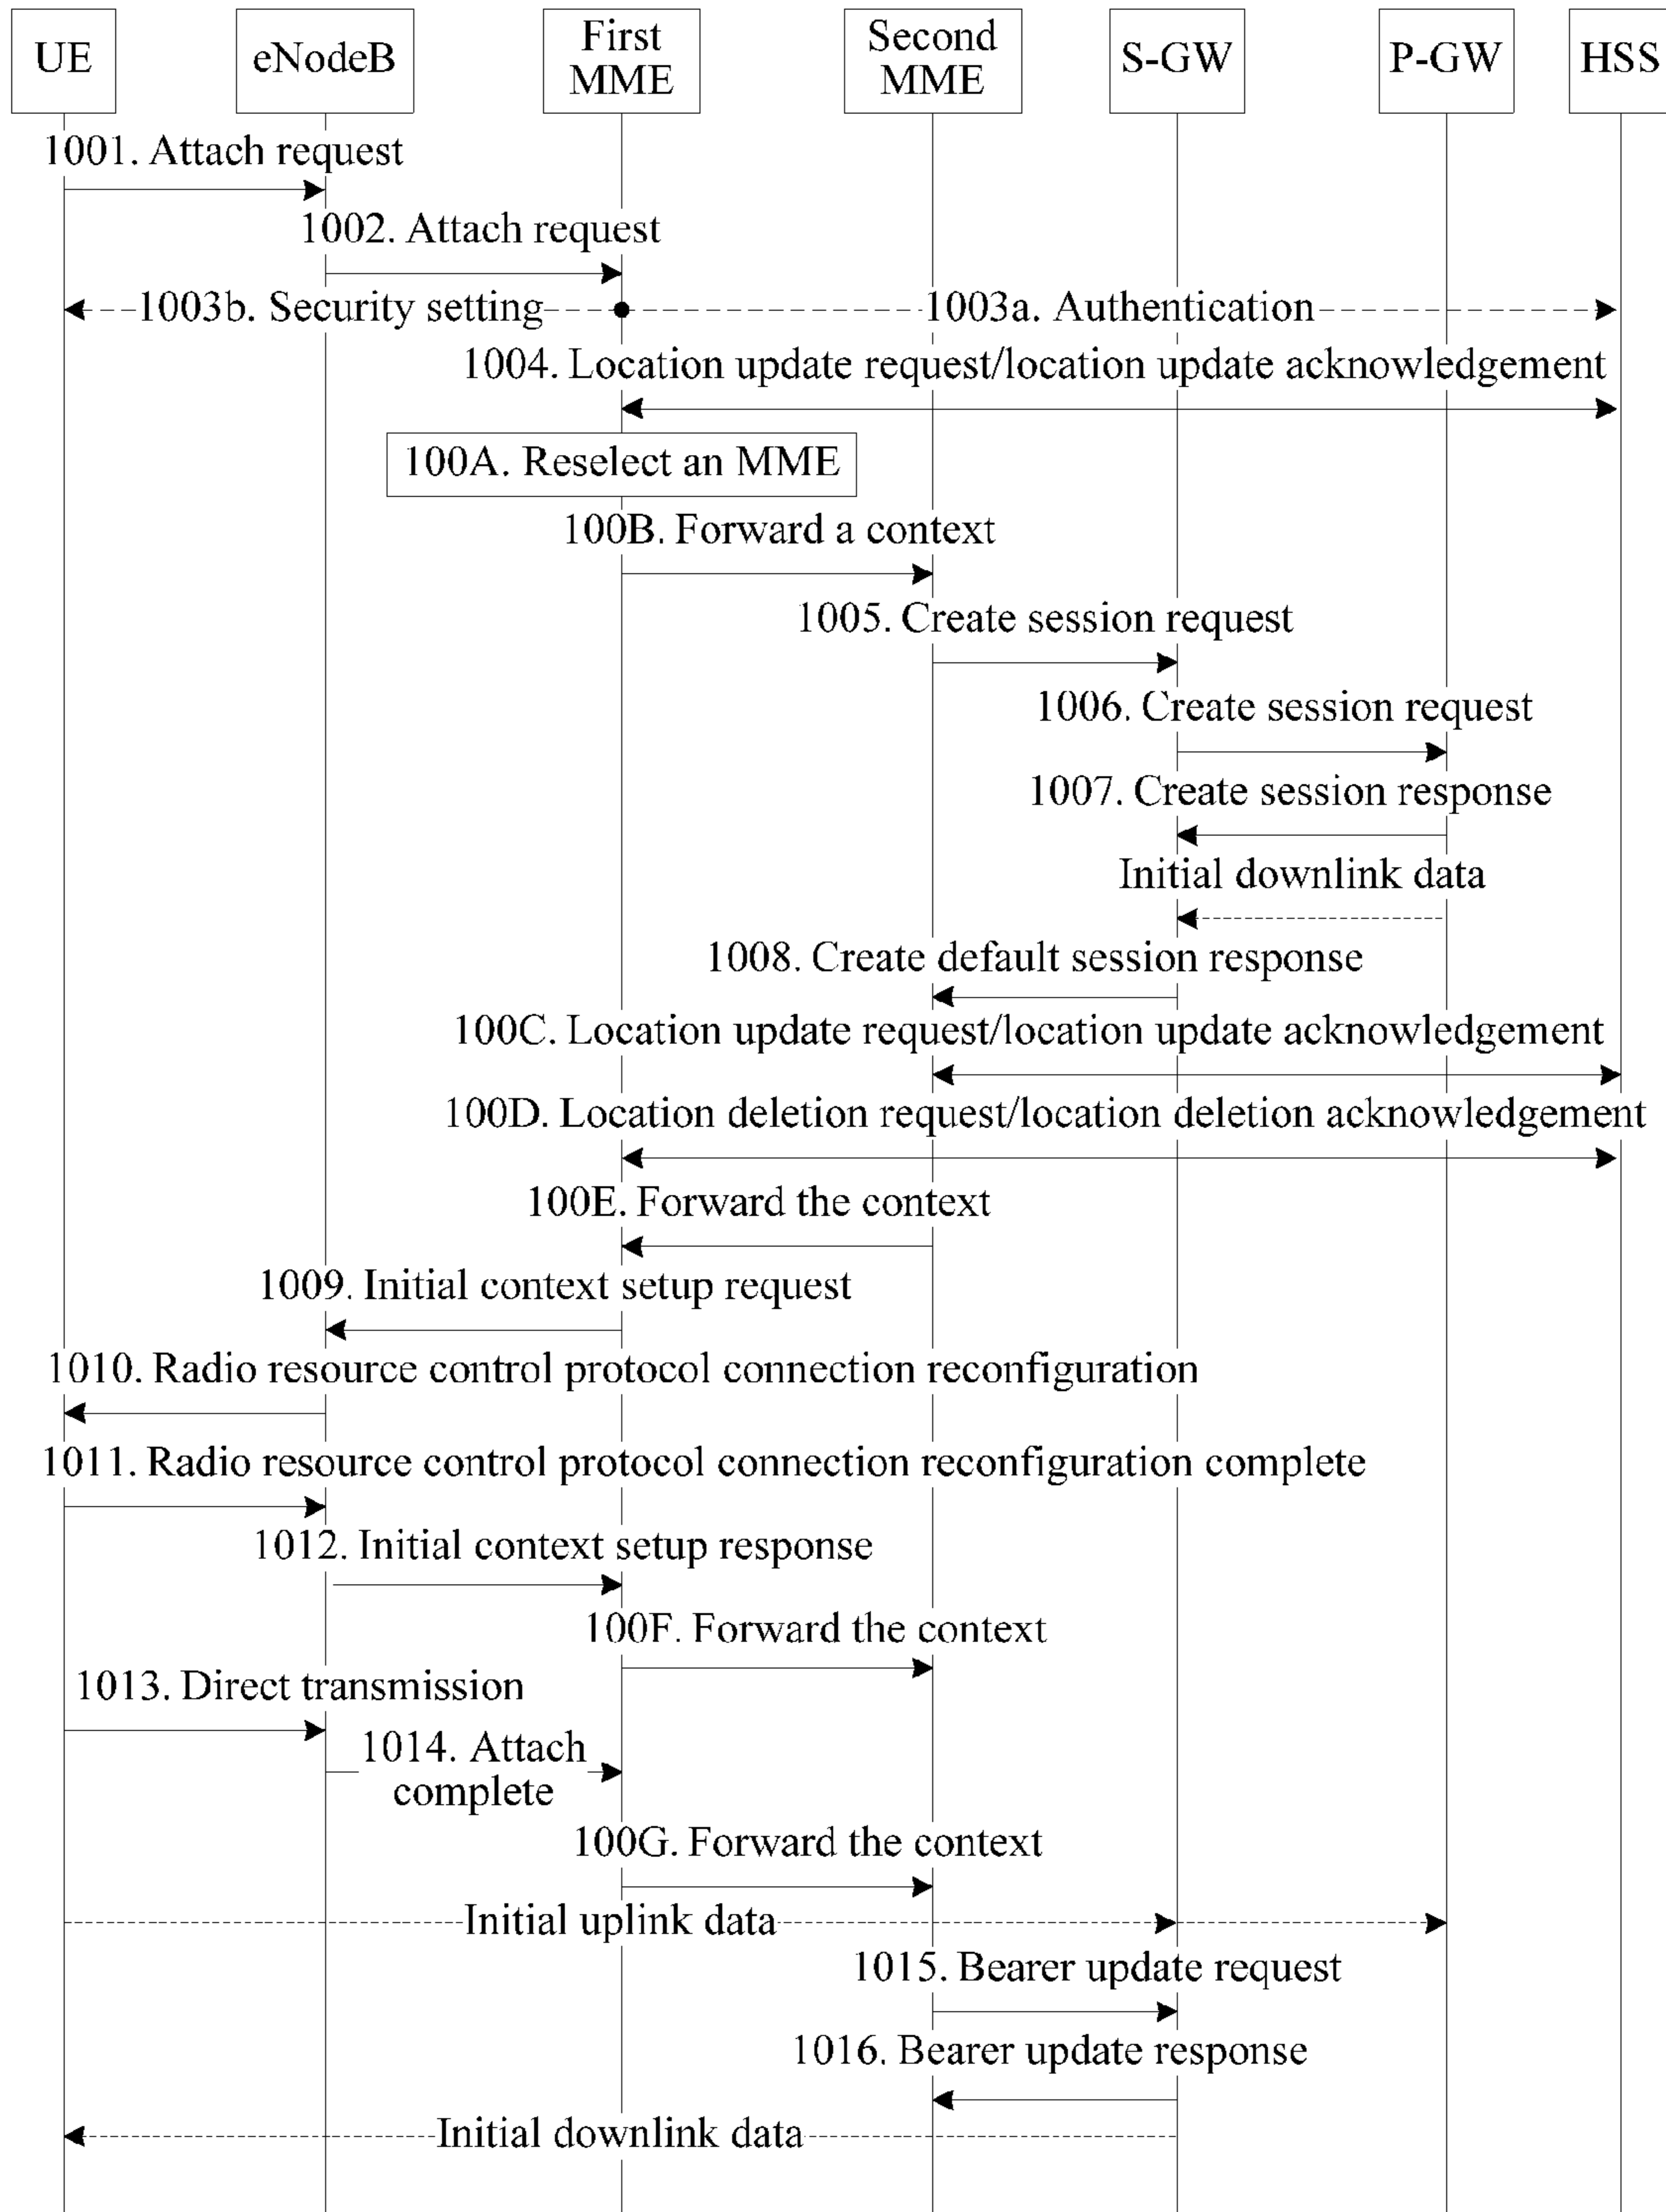 UE
eNodeB
First
MME
Second
MME
S-GW
P-GW
HSS
1001. Attach request
1002. Attach request
1003b. Security setting
1003a. Authentication
1004. Location update request/location update acknowledgement
100A. Reselect an MME
100B. Forward a context
1005. Create session request
1006. Create session request
1007. Create session response
Initial downlink data
1008. Create default session response
100C. Location update request/location update acknowledgement
100D. Location deletion request/location deletion acknowledgement
100E. Forward the context
1009. Initial context setup request
1010. Radio resource control protocol connection reconfiguration
1011. Radio resource control protocol connection reconfiguration complete
1012. Initial context setup response
100F. Forward the context
1013. Direct transmission
1014. Attach
complete
100G. Forward the context
Initial uplink data
1015. Bearer update request
1016. Bearer update response
Initial downlink data